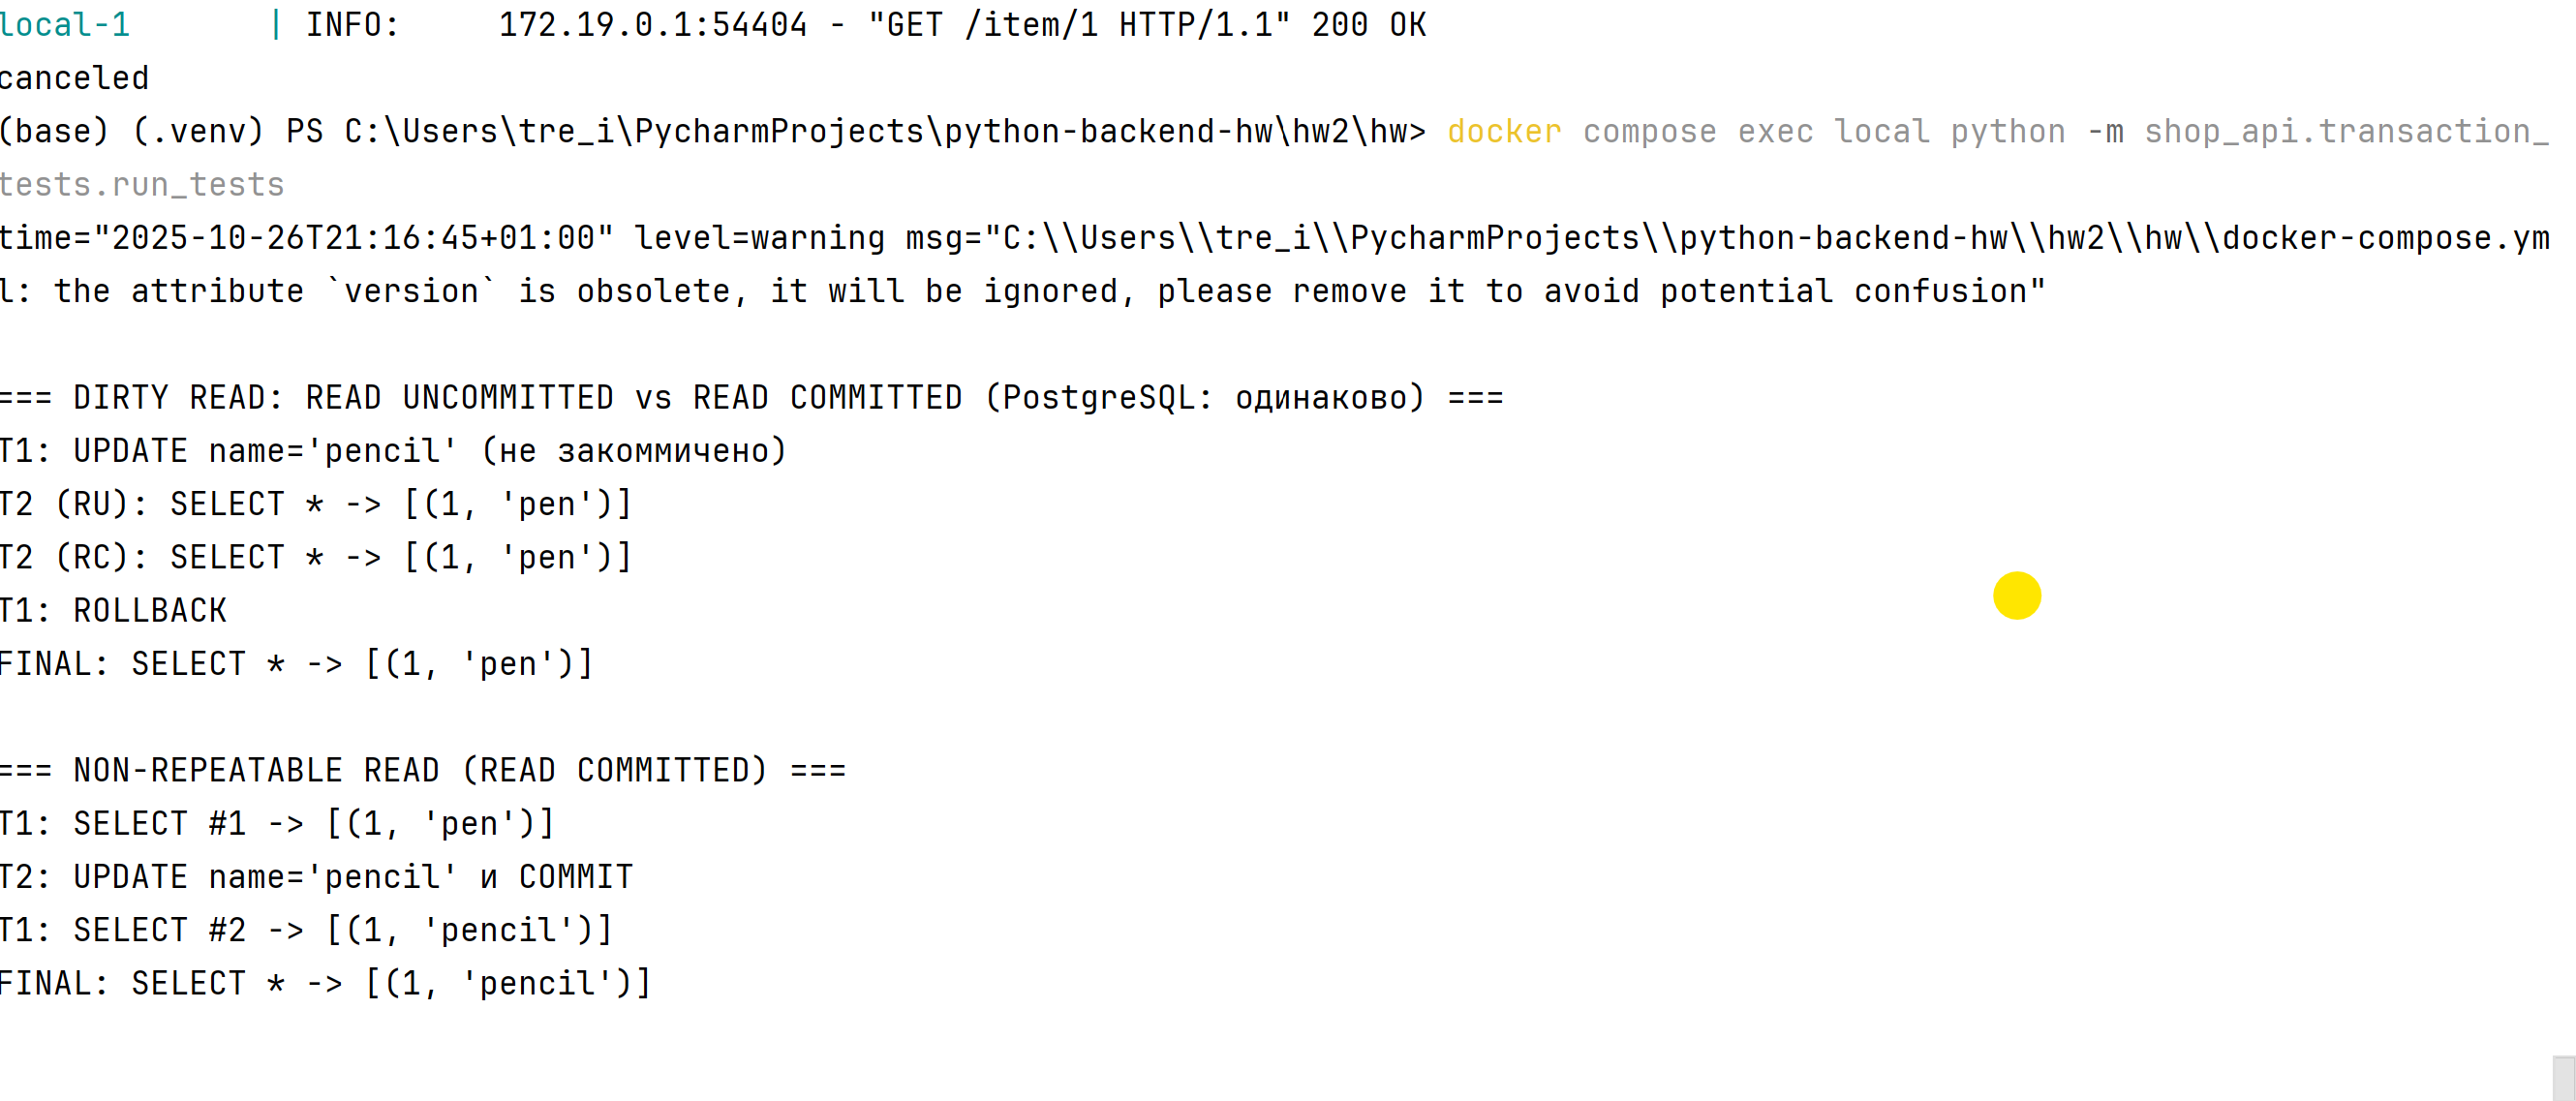 local-1       | INFO:     172.19.0.1:54404 - "GET /item/1 HTTP/1.1" 200 OK
canceled
(base) (.venv) PS C:\Users\tre_i\PycharmProjects\python-backend-hw\hw2\hw> docker compose exec local python -m shop_api.transaction_
tests.run_tests
time="2025-10-26T21:16:45+01:00" level=warning msg="C:\\Users\\tre_i\\PycharmProjects\\python-backend-hw\\hw2\\hw\\docker-compose.ym
l: the attribute `version` is obsolete, it will be ignored, please remove it to avoid potential confusion"
=== DIRTY READ: READ UNCOMMITTED vs READ COMMITTED (PostgreSQL: одинаково) ===
T1: UPDATE name='pencil' (не закоммичено)
T2 (RU): SELECT * -> [(1, 'pen')]
T2 (RC): SELECT * -> [(1, 'pen')]
T1: ROLLBACK
FINAL: SELECT * -> [(1, 'pen')]
=== NON-REPEATABLE READ (READ COMMITTED) ===
T1: SELECT #1 -> [(1, 'pen')]
T2: UPDATE name='pencil' и COMMIT
T1: SELECT #2 -> [(1, 'pencil')]
FINAL: SELECT * -> [(1, 'pencil')]